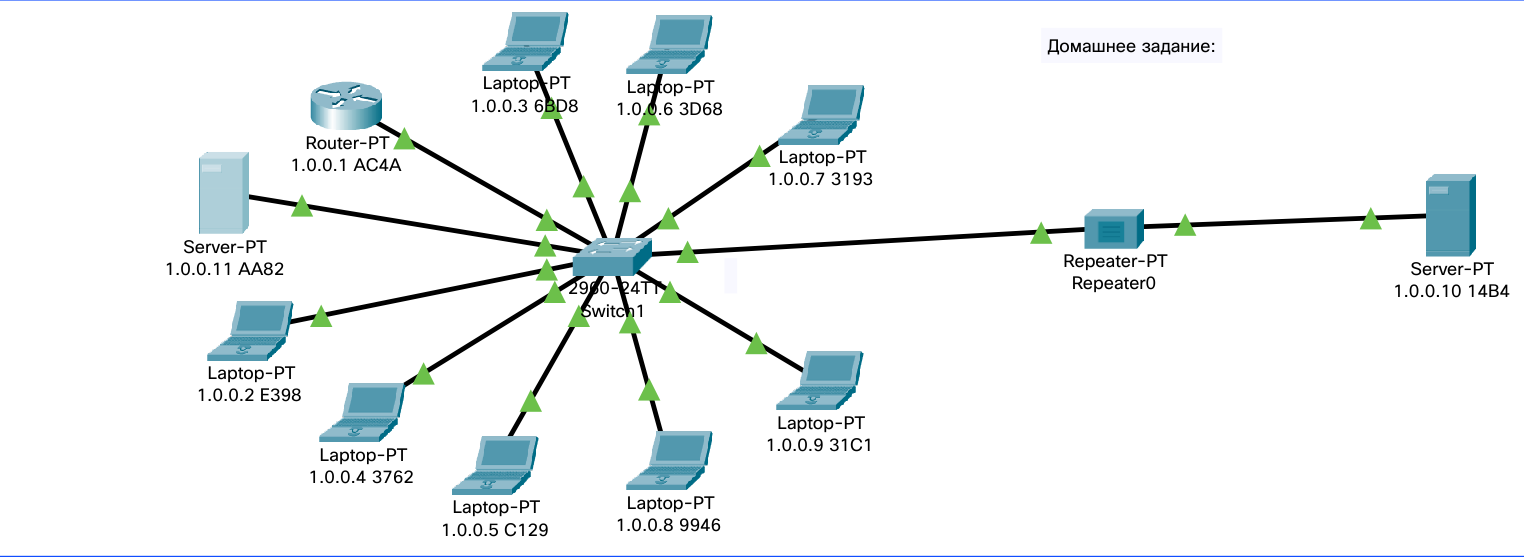 Домашнее задание:
Laptop-PT
1.0.0.3 6BD8
Laptop-PT
1.0.0.6 3D68
Router-PT
1.0.0.1 AC4A
Laptop-PT
1.0.0.7 3193
Server-PT
1.0.0.11 AA82
Repeater-PT
Repeater0
Server-PT
1.0.0.10 14B4
2960-24TT
Switch1
Laptop-PT
1.0.0.2 E398
Laptop-PT
1.0.0.9 31C1
Laptop-PT
1.0.0.4 3762
Laptop-PT
1.0.0.5 C129
Laptop-PT
1.0.0.8 9946